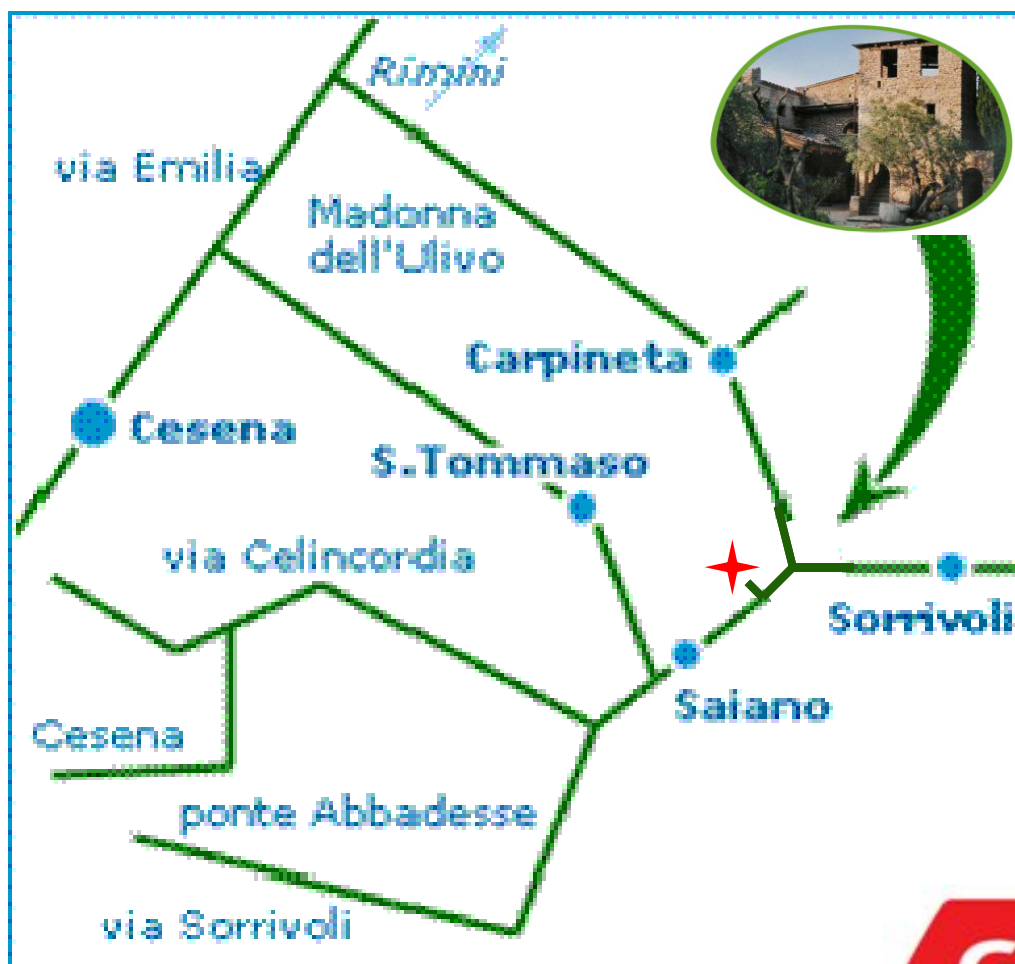 Rimini
via Emilia
Madonna
dell'Ulivo
Carpineta
Cesena
S.Tommaso
via Celincordia
Sorrivoli
Saiano
Cesena
ponte Abbadesse
via Sorrivoli